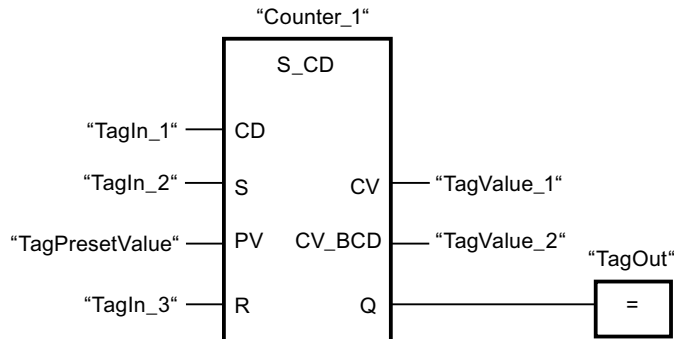 “Counter_1“
S_CD
“TagIn_1“ CD
“TagIn_2“ S CV “TagValue_1“
“TagPresetValue“ PV CV_BCD “TagValue_2“
“TagOut“
“TagIn_3“ R Q =